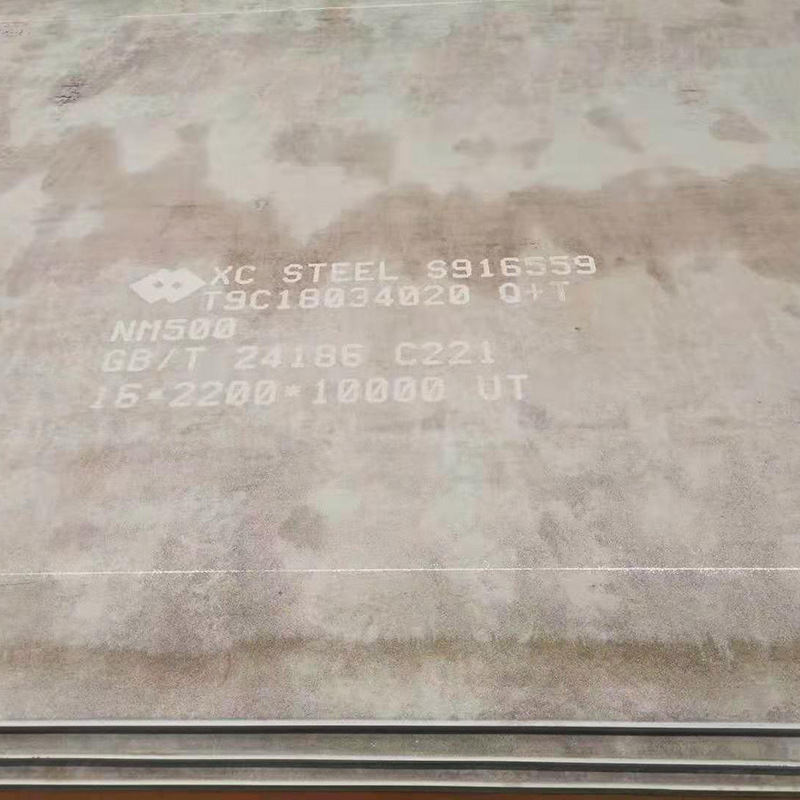 XC STEEL S916559
T9C18034020 Q+T
NM500
GB/T 24186 C221
16*2200*10000 UT